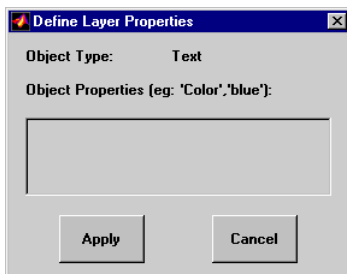 Define Layer Properties
Object Type: Text
Object Properties (eg: 'Color','blue'):
Apply Cancel